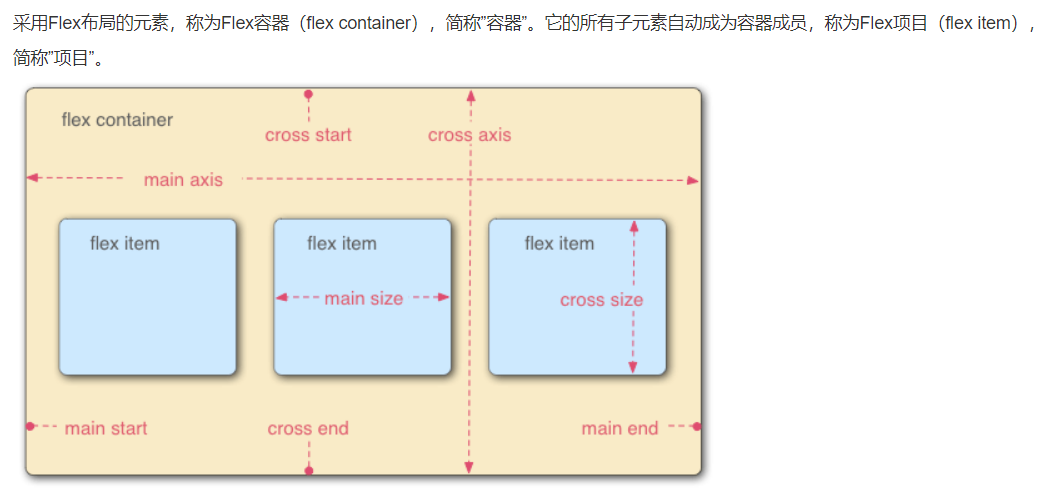 采用Flex布局的元素，称为Flex容器（flex container），简称”容器”。它的所有子元素自动成为容器成员，称为Flex项目（flex item），
简称”项目”。
flex container
cross start
cross axis
main axis
flex item
flex item
flex item
main size
cross size
main start
cross end
main end